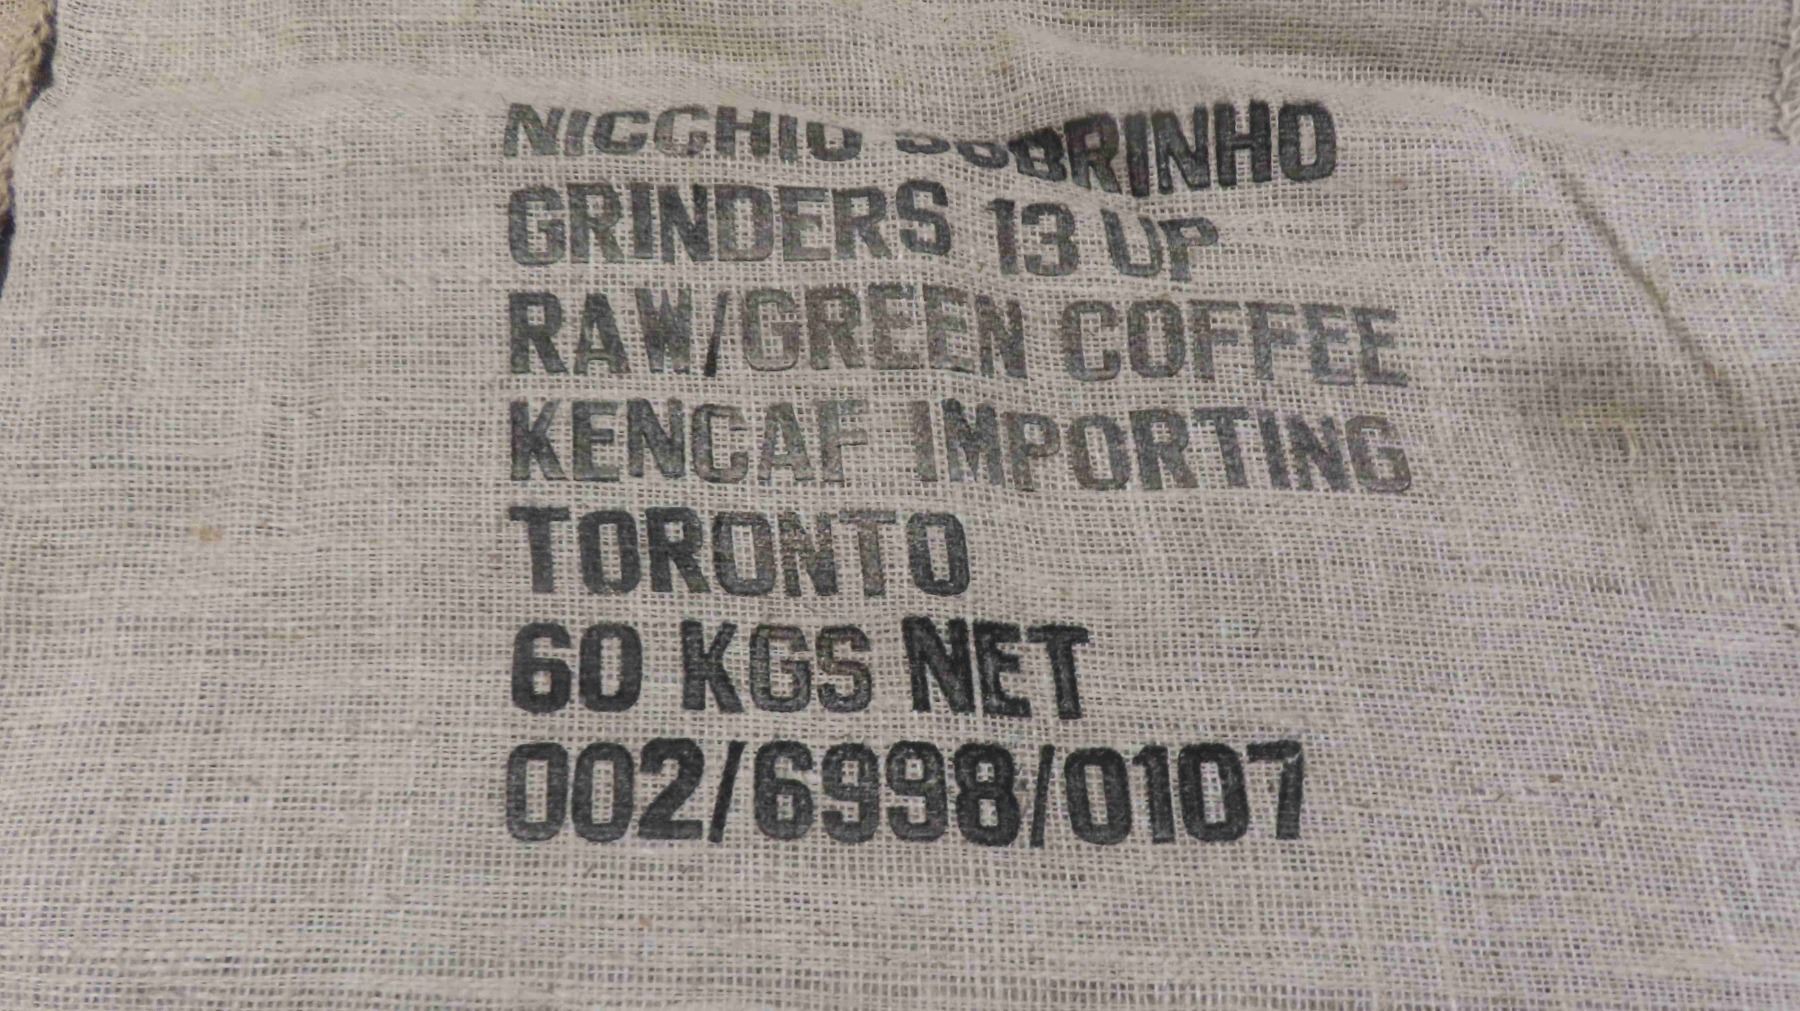 NICCHIO SOBRINHO
GRINDERS 13 UP
RAW/GREEN COFFEE
KENCAF IMPORTING
TORONTO
60 KGS NET
002/6998/0107